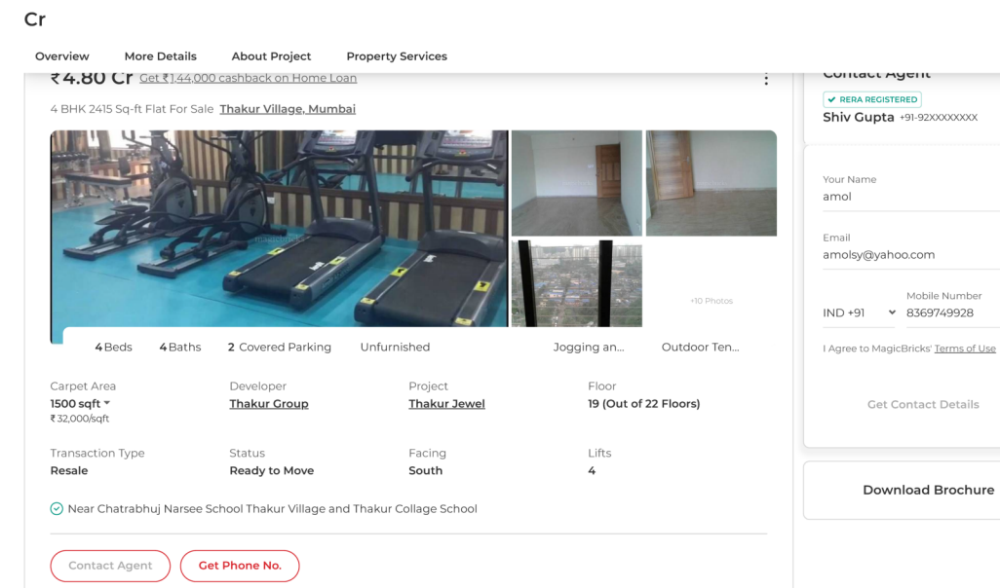 Cr
Overview More Details About Project Property Services
₹4.80 Cr Get ₹1,44,000 cashback on Home Loan
4 BHK 2415 Sq-ft Flat For Sale Thakur Village, Mumbai
magicbricks
+10 Photos
4 Beds 4 Baths 2 Covered Parking Unfurnished Jogging an... Outdoor Ten...
Carpet Area Developer Project Floor
1500 sqft Thakur Group Thakur Jewel 19 (Out of 22 Floors)
₹32,000/sqft
Transaction Type Status Facing Lifts
Resale Ready to Move South 4
Near Chatrabhuj Narsee School Thakur Village and Thakur Collage School
Contact Agent Get Phone No.
Contact Agent
RERA REGISTERED
Shiv Gupta +91-92XXXXXXXX
Your Name
amol
Email
amolsy@yahoo.com
Mobile Number
IND +91 8369749928
I Agree to MagicBricks' Terms of Use
Get Contact Details
Download Brochure